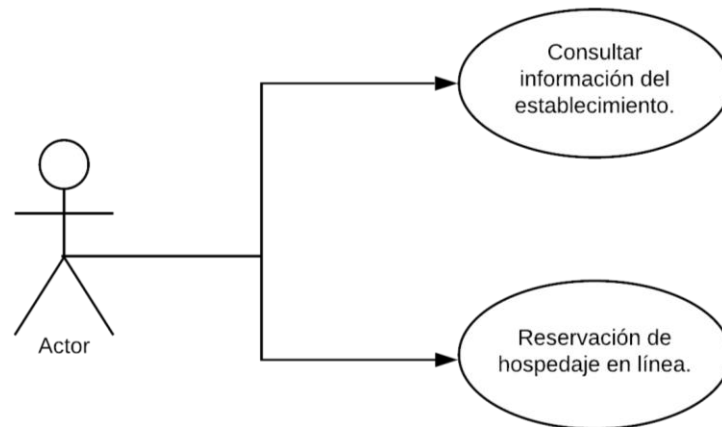 Consultar
información del
establecimiento.
Actor
Reservación de
hospedaje en línea.